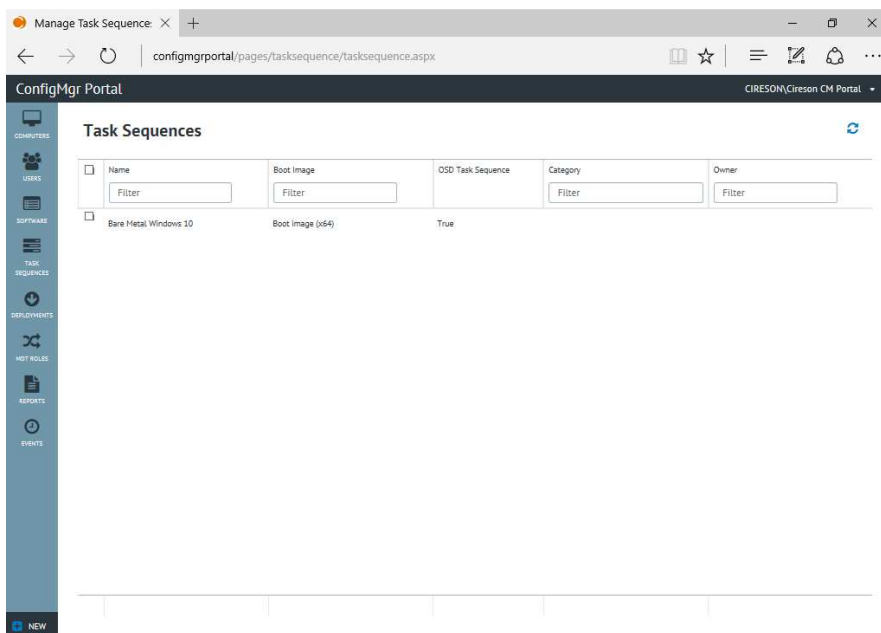 Manage Task Sequence:
configmgrportal/pages/tasksequence/tasksequence.aspx
ConfigMgr Portal
CIRESON\Cireson CM Portal
COMPUTERS
USERS
SOFTWARE
TASK
SEQUENCES
DEPLOYMENTS
MDT ROLES
REPORTS
EVENTS
NEW
Task Sequences
Name Boot Image OSD Task Sequence Category Owner
Filter Filter Filter Filter
Bare Metal Windows 10 Boot image (x64) True